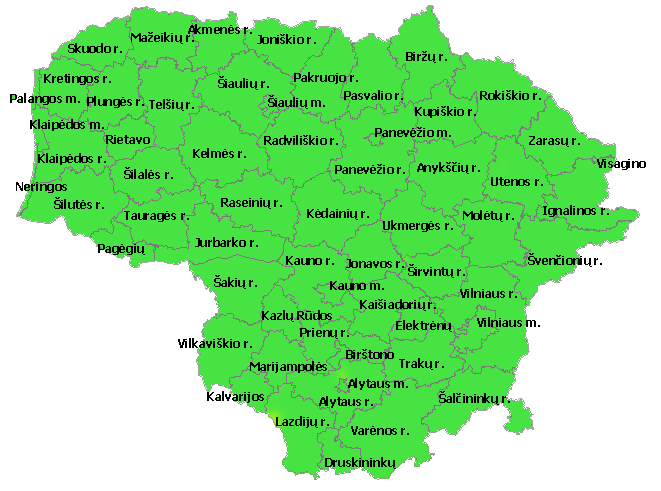 Akmenės r.
Mažeikių r.
Joniškio r.
Skuodo r.
Biržų r.
Kretingos r.
Šiaulių r.
Pakruojo r.
Pasvalio r.
Rokiškio r.
Palangos m.
Plungės r.
Telšių r.
Šiaulių m.
Kupiškio r.
Klaipėdos m.
Panevėžio m.
Rietavo
Radviliškio r.
Zarasų r.
Klaipėdos r.
Kelmės r.
Visagino
Šilalės r.
Panevėžio r.
Anykščių r.
Utenos r.
Neringos
Šilutės r.
Raseinių r.
Tauragės r.
Kėdainių r.
Molėtų r.
Ignalinos r.
Ukmergės r.
Pagėgių
Jurbarko r.
Kauno r.
Jonavos r.
Širvintų r.
Švenčionių r.
Šakių r.
Kauno m.
Vilniaus r.
Kaišiadorių r.
Kazlų Rūdos
Elektrėnų
Vilniaus m.
Prienų r.
Vilkaviškio r.
Birštono
Marijampolės
Trakų r.
Alytaus m.
Kalvarijos
Alytaus r.
Šalčininkų r.
Lazdijų r.
Varėnos r.
Druskininkų